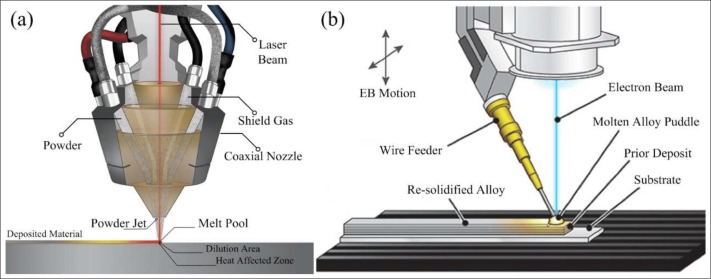 (a)
Laser
Beam
Shield Gas
Powder
Coaxial Nozzle
Powder Jet
Melt Pool
Deposited Material
Dilution Area
Heat Affected Zone
(b)
EB Motion
Electron Beam
Wire Feeder
Molten Alloy Puddle
Prior Deposit
Substrate
Re-solidified Alloy